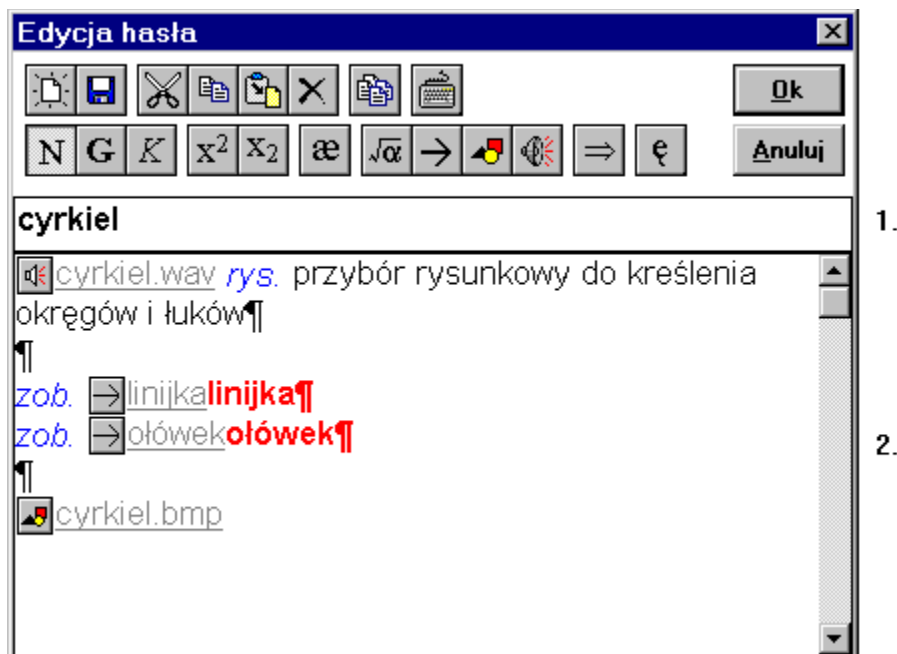 Edycja hasła
Ok
N G K x² x₂ æ √α → ⇒ ę Anuluj
cyrkiel 1.
cyrkiel.wav rys. przybór rysunkowy do kreślenia
okręgów i łuków¶
¶
zob. →linijkalinijka¶
zob. →ołówekołówek¶
2.
¶
cyrkiel.bmp